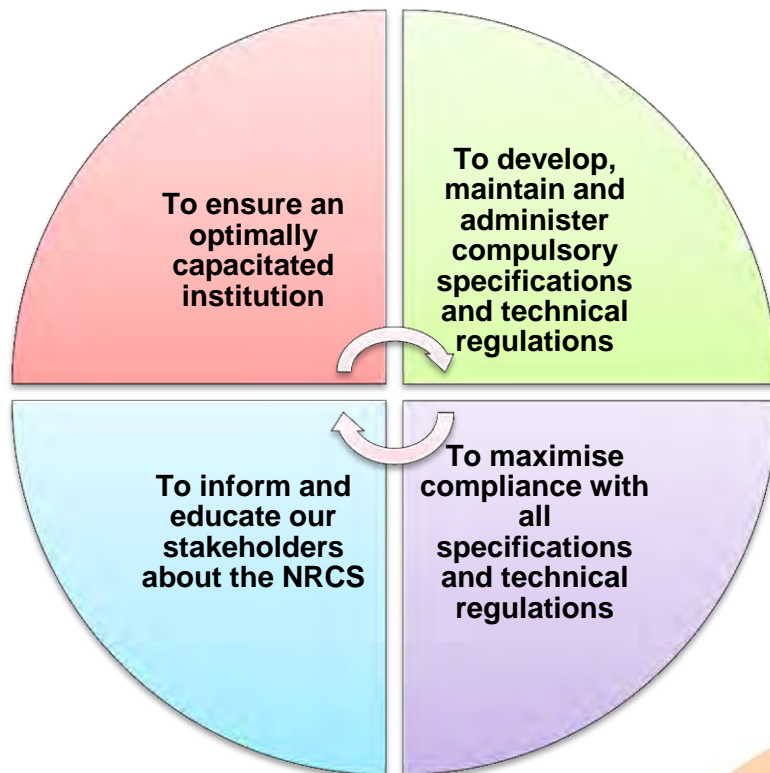 To ensure an
optimally
capacitated
institution
To develop,
maintain and
administer
compulsory
specifications
and technical
regulations
To inform and
educate our
stakeholders
about the NRCS
To maximise
compliance with
all
specifications
and technical
regulations